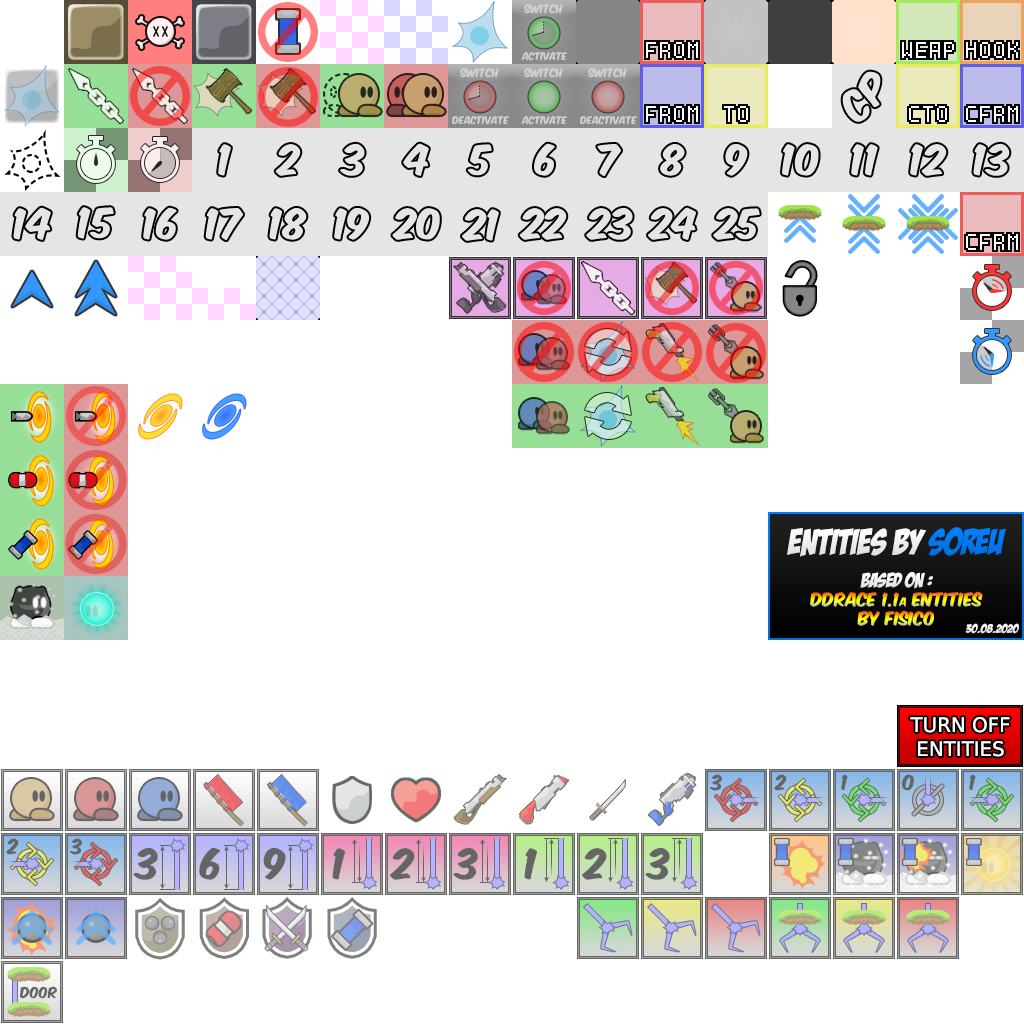 SWITCH
ACTIVATE
FROM
WEAP
HOOK
SWITCH
DEACTIVATE
SWITCH
ACTIVATE
SWITCH
DEACTIVATE
FROM
TO
CP
CTO
CFRM
1 2 3 4 5 6 7 8 9 10 11 12 13
14 15 16 17 18 19 20 21 22 23 24 25
CFRM
ENTITIES BY SOREU
BASED ON :
DDRACE 1.1A ENTITIES
BY FISICO
30.08.2020
TURN OFF
ENTITIES
3 2 1 0 1
2 3 3 6 9 1 2 3 1 2 3
DOOR